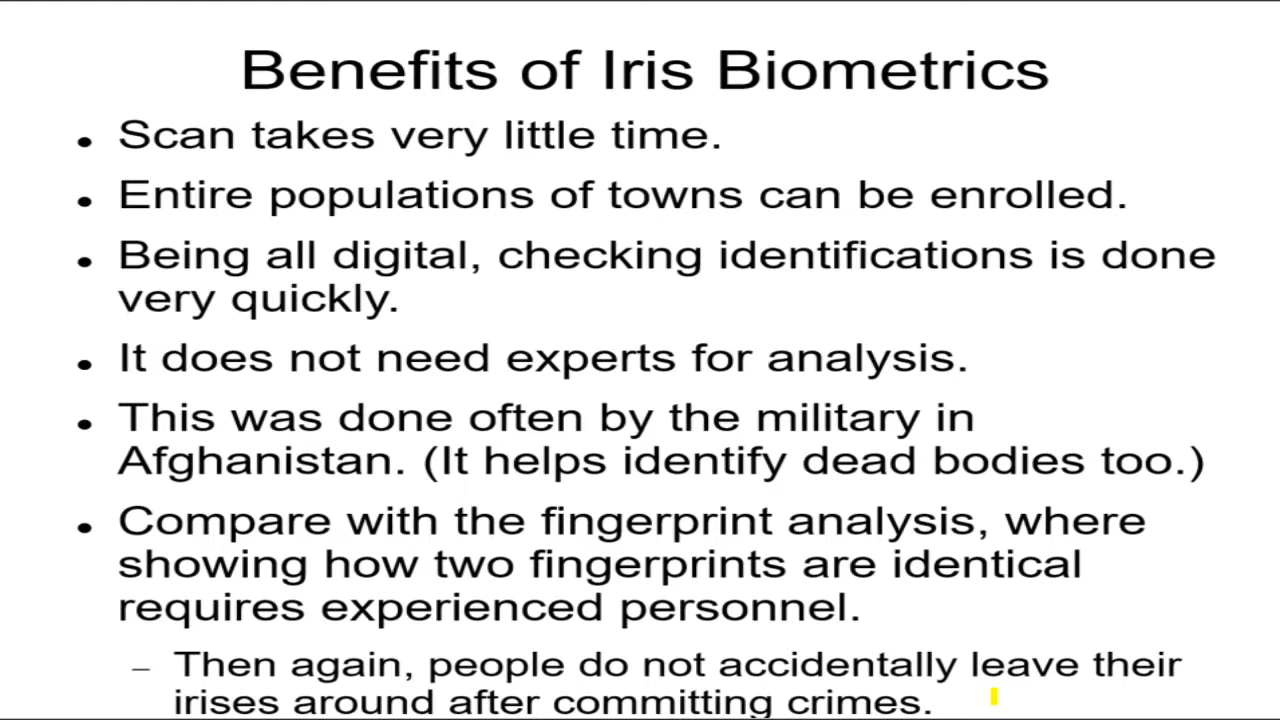 Benefits of Iris Biometrics
• Scan takes very little time.
• Entire populations of towns can be enrolled.
• Being all digital, checking identifications is done
very quickly.
• It does not need experts for analysis.
• This was done often by the military in
Afghanistan. (It helps identify dead bodies too.)
• Compare with the fingerprint analysis, where
showing how two fingerprints are identical
requires experienced personnel.
– Then again, people do not accidentally leave their
irises around after committing crimes.